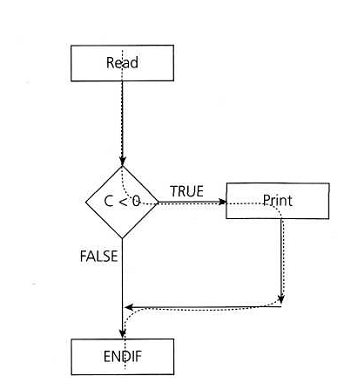 Read
C < 0
TRUE
Print
FALSE
ENDIF